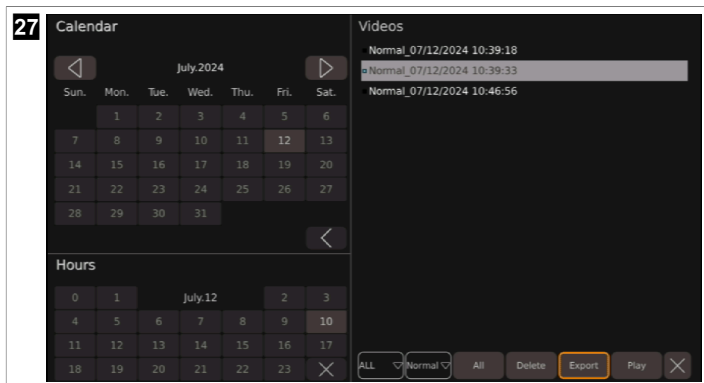 27
Calendar
July.2024
Sun. Mon. Tue. Wed. Thu. Fri. Sat.
1 2 3 4 5 6
7 8 9 10 11 12 13
14 15 16 17 18 19 20
21 22 23 24 25 26 27
28 29 30 31
Hours
0 1 July.12 2 3
4 5 6 7 8 9 10
11 12 13 14 15 16 17
18 19 20 21 22 23
Videos
Normal_07/12/2024 10:39:18
Normal_07/12/2024 10:39:33
Normal_07/12/2024 10:46:56
ALL Normal All Delete Export Play